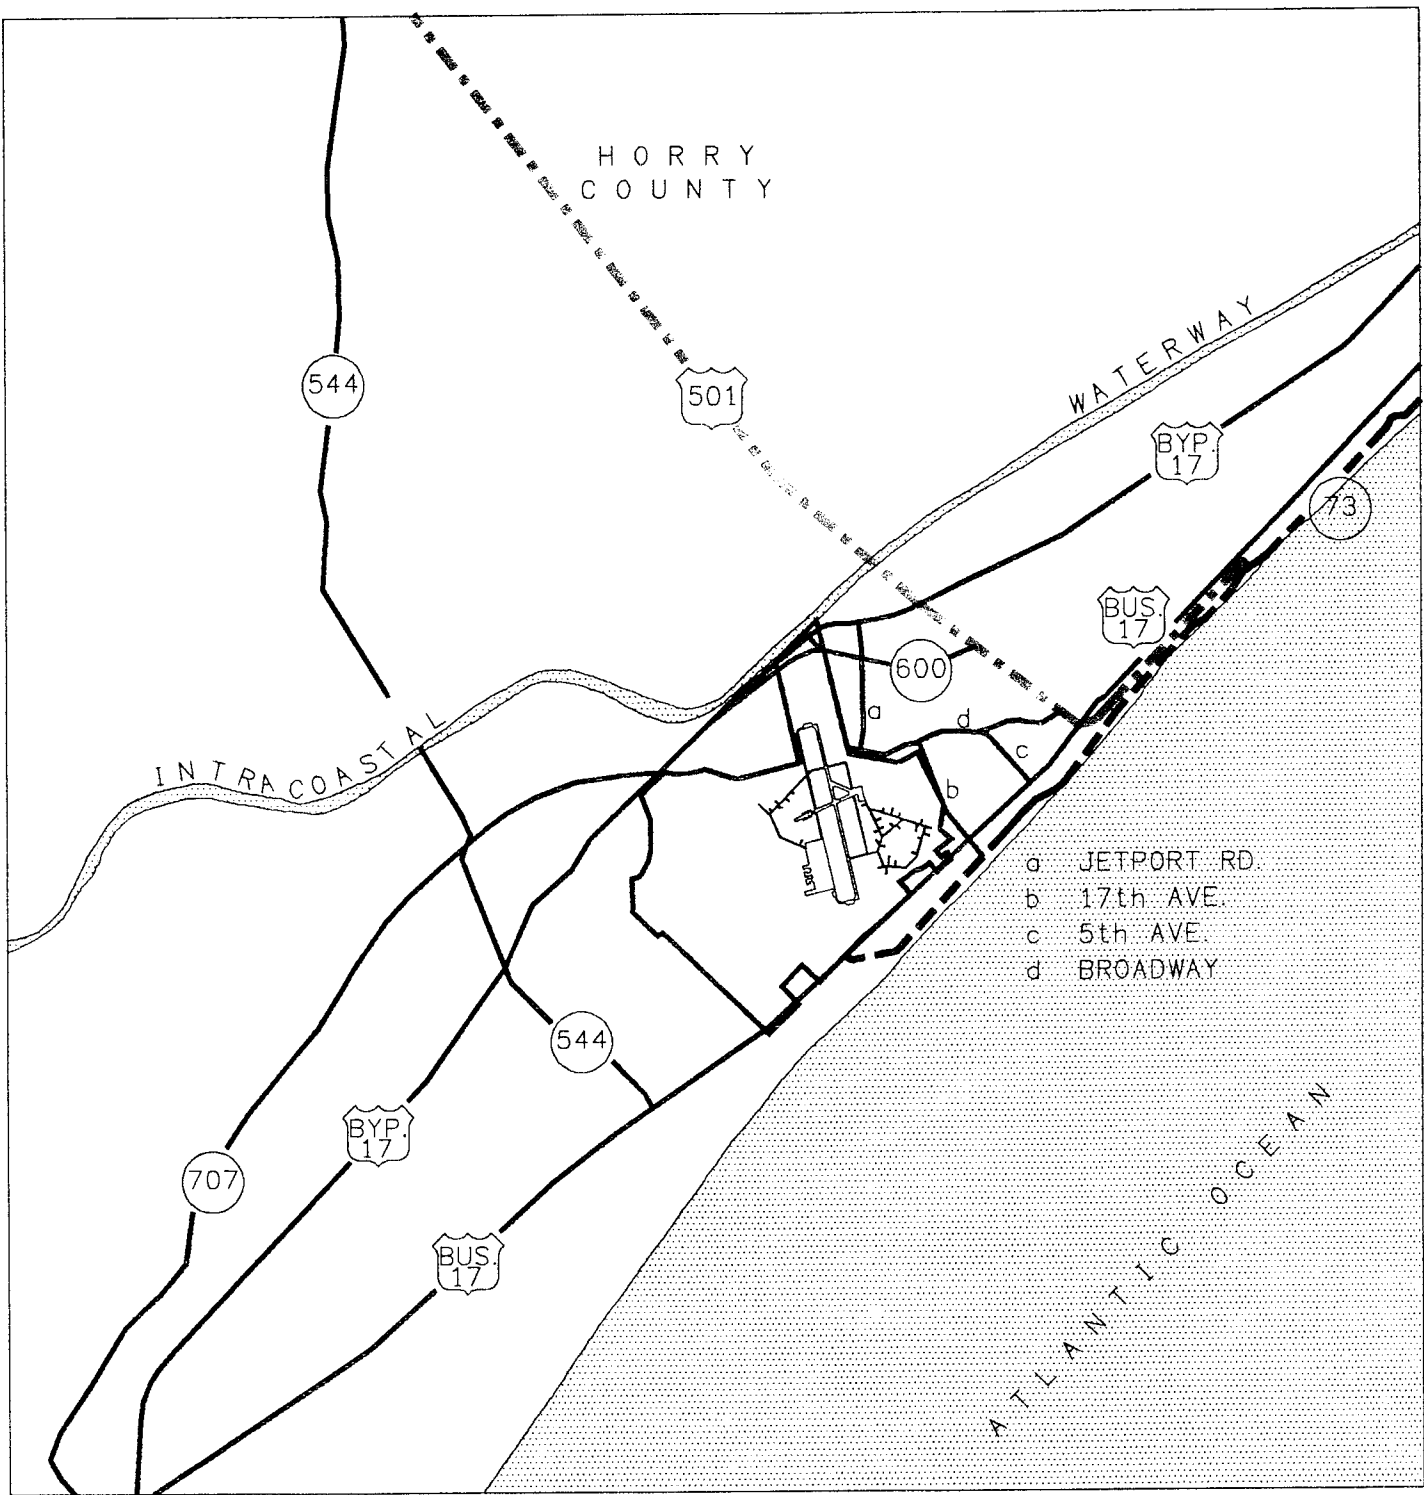 HORRY
COUNTY
544
501
WATERWAY
BYP.
17
73
BUS.
17
600
a
d
c
b
INTRACOASTAL
a JETPORT RD.
b 17th AVE.
c 5th AVE.
d BROADWAY
544
BYP.
17
707
BUS.
17
ATLANTIC OCEAN